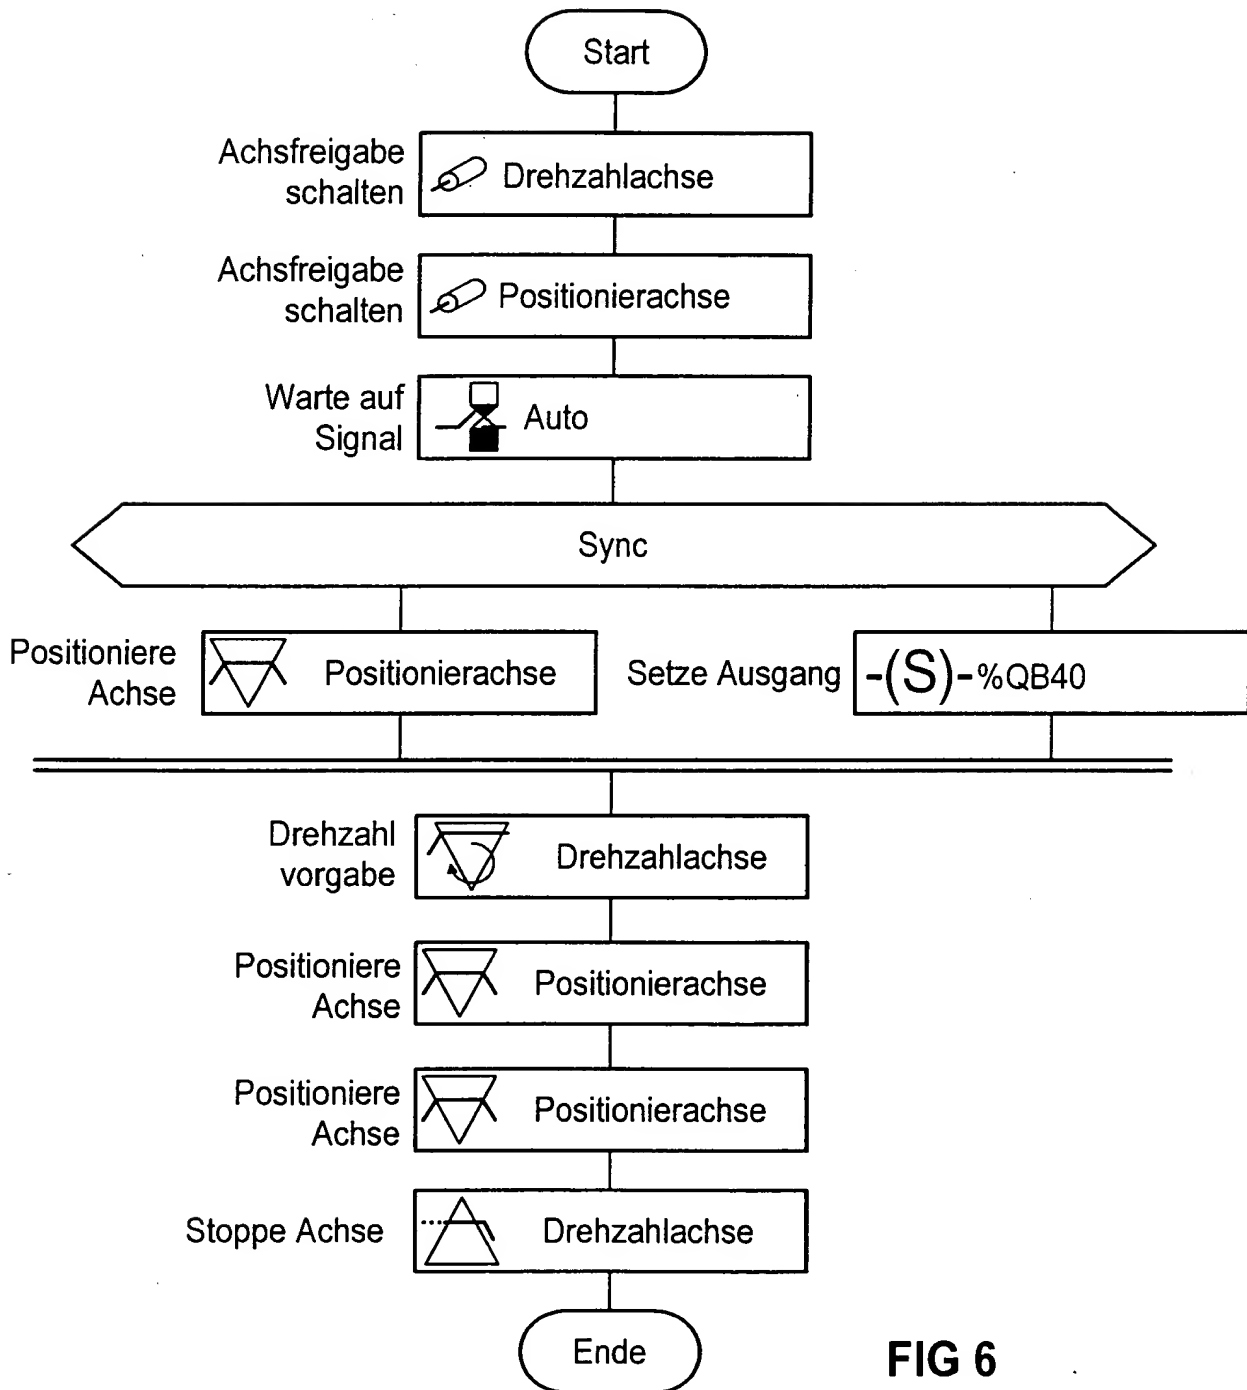 Start
Achsfreigabe
schalten
Drehzahlachse
Achsfreigabe
schalten
Positionierachse
Warte auf
Signal
Auto
Sync
Positioniere
Achse
Positionierachse
Setze Ausgang
-(S)-%QB40
Drehzahl
vorgabe
Drehzahlachse
Positioniere
Achse
Positionierachse
Positioniere
Achse
Positionierachse
Stoppe Achse
Drehzahlachse
Ende
FIG 6